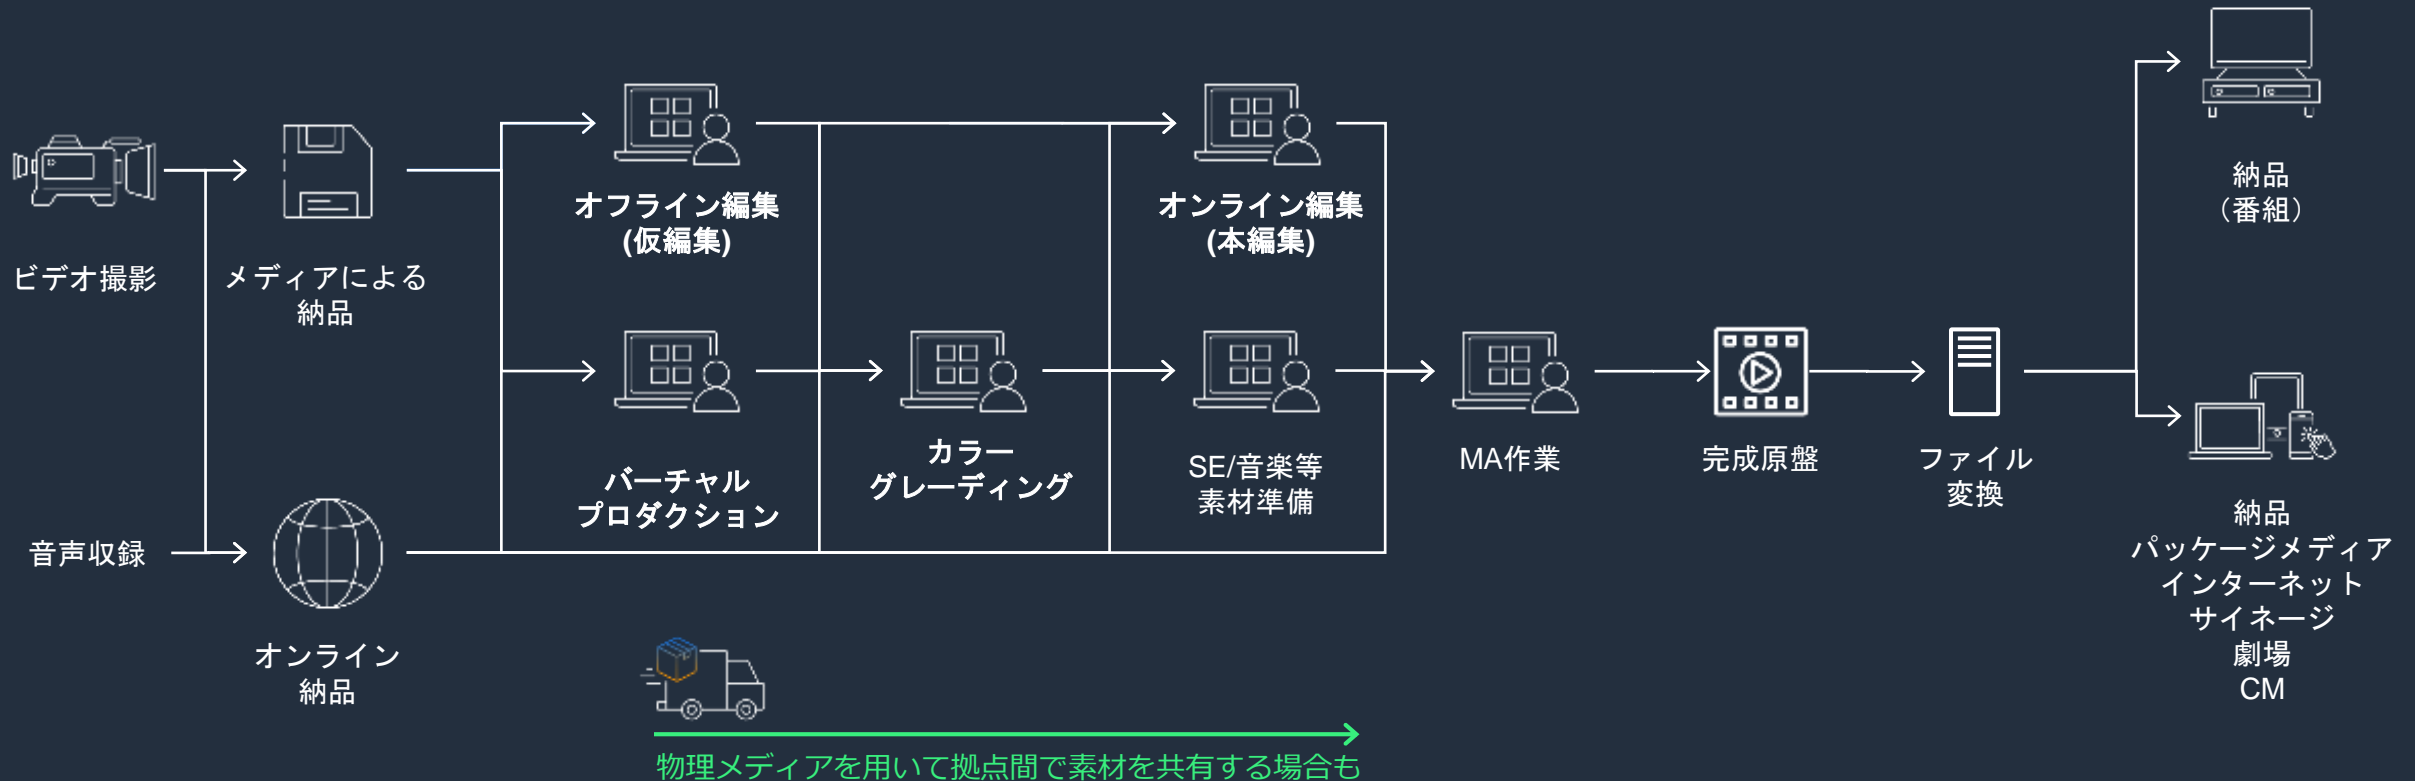 ビデオ撮影
メディアによる
納品
音声収録
オンライン
納品
オフライン編集
(仮編集)
バーチャル
プロダクション
カラー
グレーディング
オンライン編集
(本編集)
SE/音楽等
素材準備
MA作業
完成原盤
ファイル
変換
納品
（番組）
納品
パッケージメディア
インターネット
サイネージ
劇場
CM
物理メディアを用いて拠点間で素材を共有する場合も